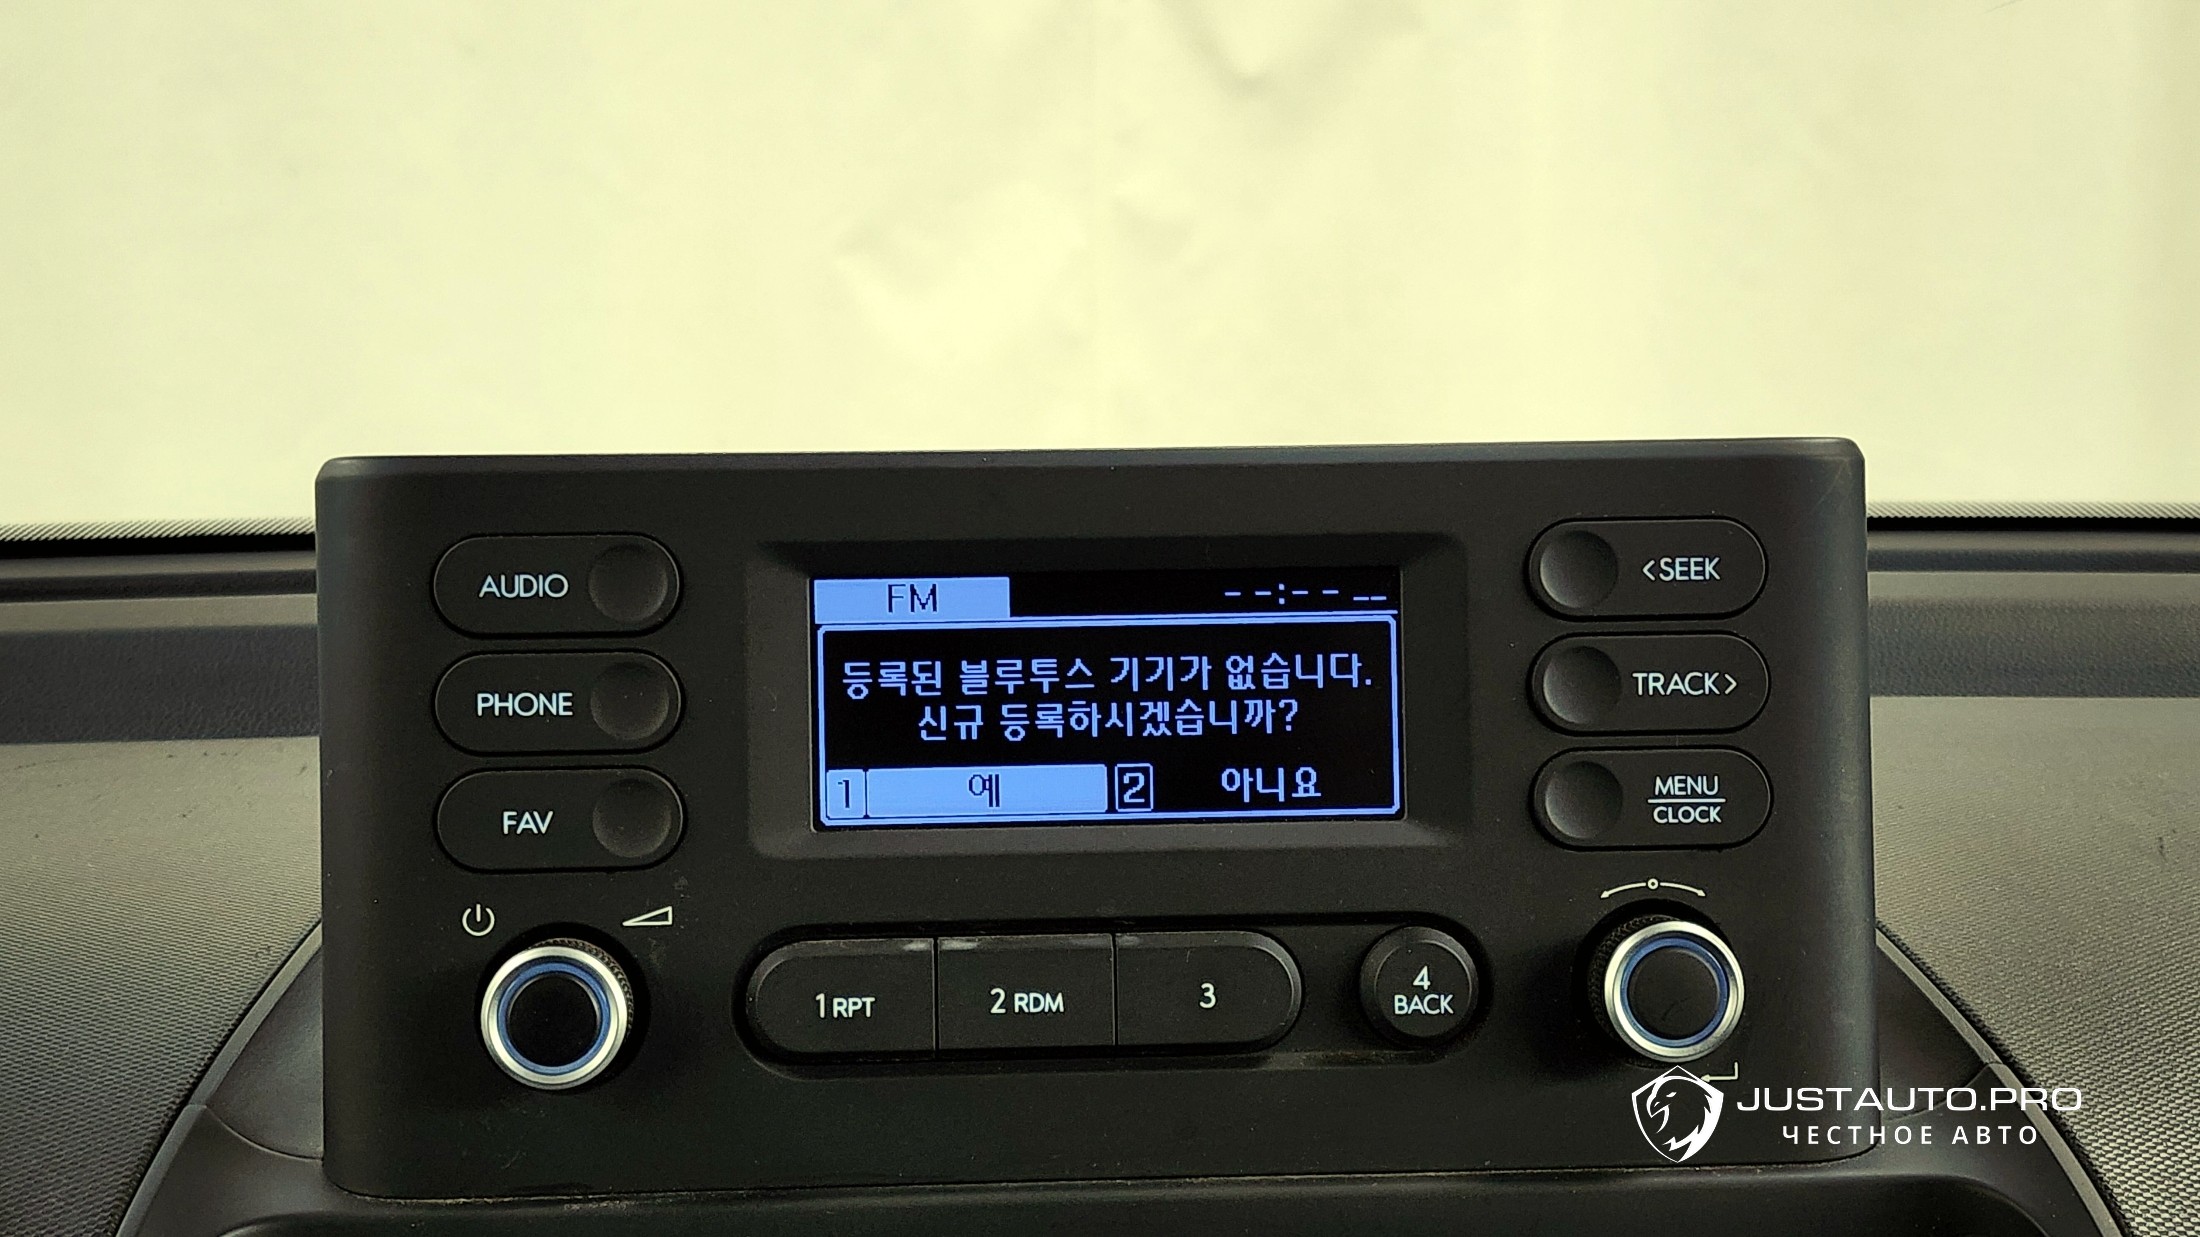 AUDIO
PHONE
FAV
FM
--:-- __
등록된 블루투스 기기가 없습니다.
신규 등록하시겠습니까?
1 예 2 아니요
<SEEK
TRACK>
MENU
CLOCK
1 RPT
2 RDM
3
4
BACK
JUSTAUTO.PRO
ЧЕСТНОЕ АВТО